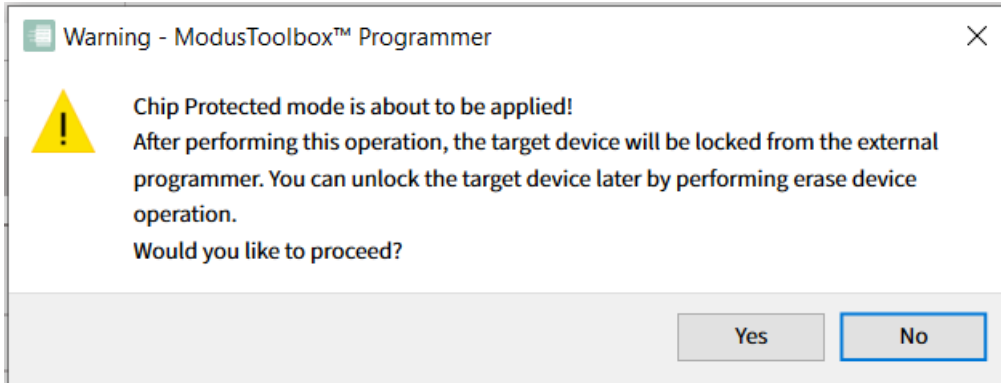 Warning - ModusToolbox™ Programmer
Chip Protected mode is about to be applied!
After performing this operation, the target device will be locked from the external
programmer. You can unlock the target device later by performing erase device
operation.
Would you like to proceed?
Yes
No